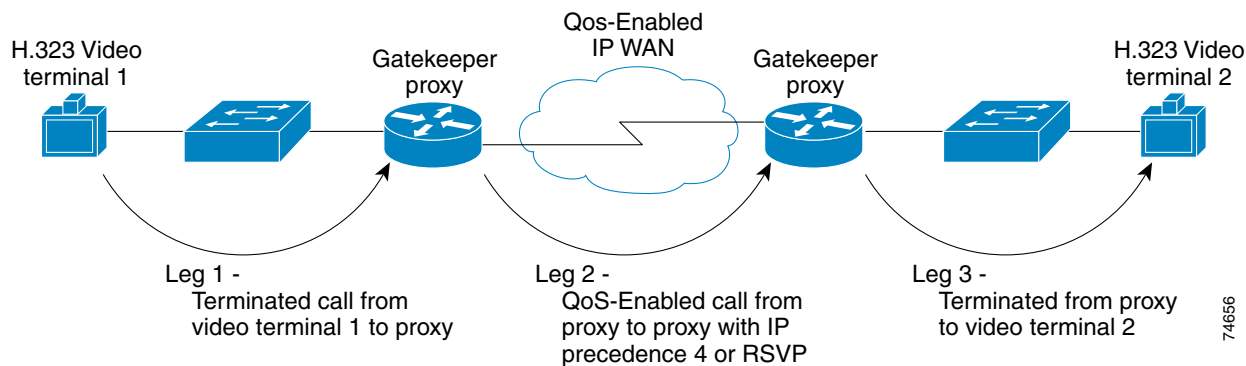 H.323 Video
terminal 1
Gatekeeper
proxy
Qos-Enabled
IP WAN
Gatekeeper
proxy
H.323 Video
terminal 2
Leg 1 -
Terminated call from
video terminal 1 to proxy
Leg 2 -
QoS-Enabled call from
proxy to proxy with IP
precedence 4 or RSVP
Leg 3 -
Terminated from proxy
to video terminal 2
74656